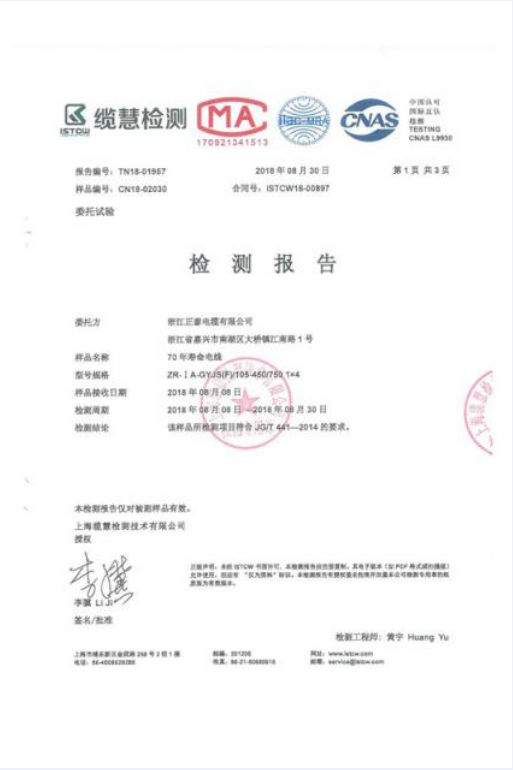 缆慧检测
ISTCW
MA
170921341513
ilac-MRA
CNAS
中国认可
国际互认
检测
TESTING
CNAS L9930
报告编号：TN18-01957
2018 年 08 月 30 日
第 1 页 共 3 页
样品编号：CN18-02030
合同号：ISTCW18-00897
委托试验
检 测 报 告
委托方
浙江正泰电缆有限公司
浙江省嘉兴市南湖区大桥镇江南路 1 号
样品名称
70 年寿命电线
型号规格
ZR-ⅠA-GYJS(F)/105-450/750 1×4
样品接收日期
2018 年 08 月 08 日
检测周期
2018 年 08 月 08 日－2018 年 08 月 30 日
检测结论
该样品所检测项目符合 JG/T 441—2014 的要求。
本检测报告仅对被测样品有效。
上海缆慧检测技术有限公司
授权
李骥 LI Ji
签名/批准
检测工程师：黄宇 Huang Yu
邮编：201206
网址：www.istcw.com
邮箱：service@istcw.com